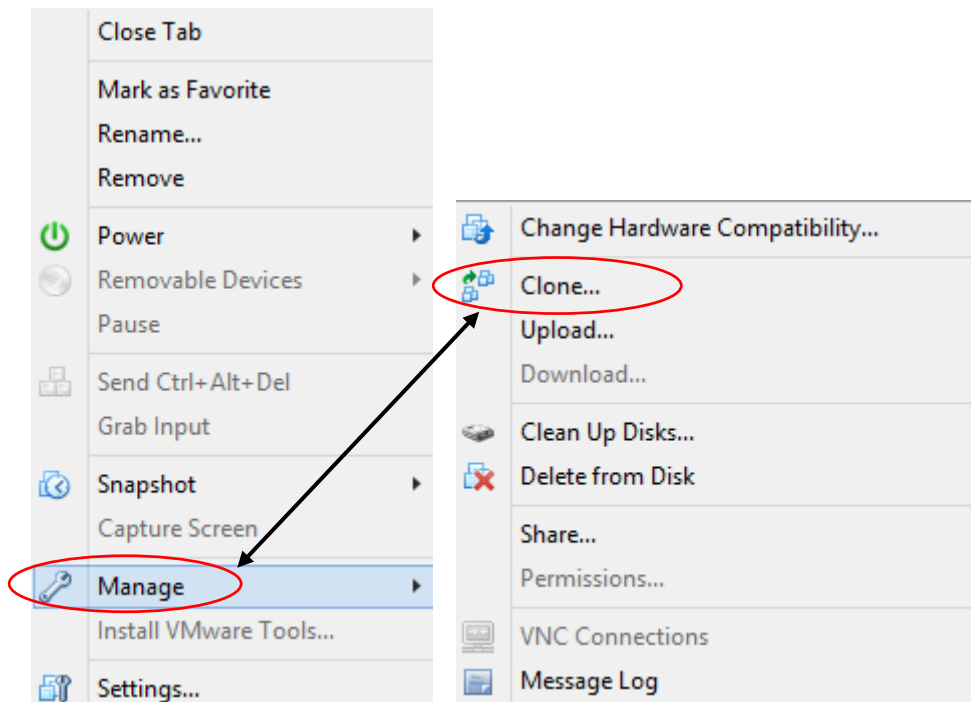 Close Tab
Mark as Favorite
Rename...
Remove
Power
Removable Devices
Pause
Send Ctrl+Alt+Del
Grab Input
Snapshot
Capture Screen
Manage
Install VMware Tools...
Settings...
Change Hardware Compatibility...
Clone...
Upload...
Download...
Clean Up Disks...
Delete from Disk
Share...
Permissions...
VNC Connections
Message Log